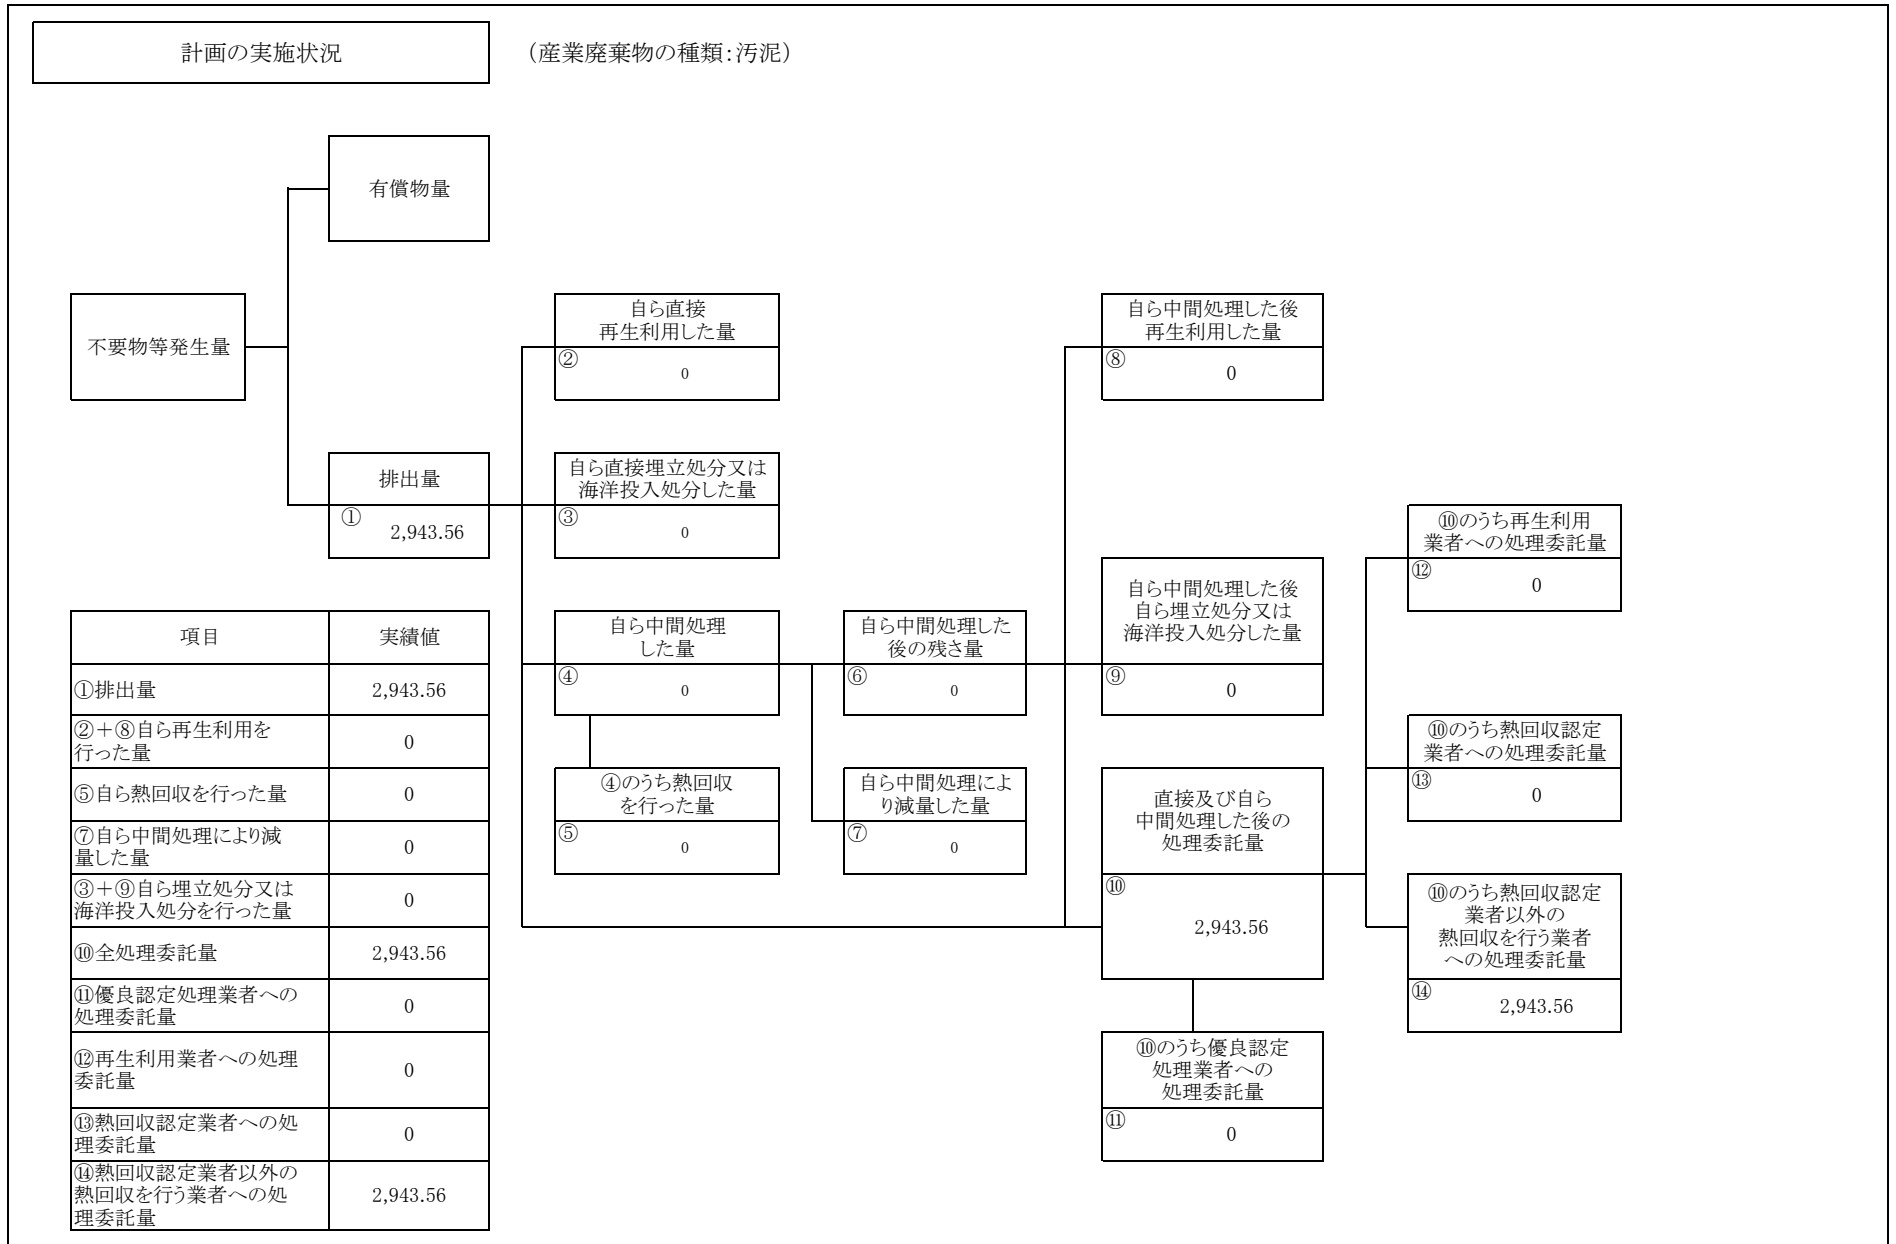 計画の実施状況
（産業廃棄物の種類：汚泥）
有償物量
不要物等発生量
自ら直接
再生利用した量
②
0
自ら中間処理した後
再生利用した量
⑧
0
排出量
①
2,943.56
自ら直接埋立処分又は
海洋投入処分した量
③
0
⑩のうち再生利用
業者への処理委託量
⑫
0
自ら中間処理
した量
④
0
自ら中間処理した
後の残さ量
⑥
0
自ら中間処理した後
自ら埋立処分又は
海洋投入処分した量
⑨
0
⑩のうち熱回収認定
業者への処理委託量
⑬
0
④のうち熱回収
を行った量
⑤
0
自ら中間処理によ
り減量した量
⑦
0
直接及び自ら
中間処理した後の
処理委託量
⑩
2,943.56
⑩のうち熱回収認定
業者以外の
熱回収を行う業者
への処理委託量
⑭
2,943.56
⑩のうち優良認定
処理業者への
処理委託量
⑪
0
項目
実績値
①排出量
2,943.56
②＋⑧自ら再生利用を
行った量
0
⑤自ら熱回収を行った量
0
⑦自ら中間処理により減
量した量
0
③＋⑨自ら埋立処分又は
海洋投入処分を行った量
0
⑩全処理委託量
2,943.56
⑪優良認定処理業者への
処理委託量
0
⑫再生利用業者への処理
委託量
0
⑬熱回収認定業者への処
理委託量
0
⑭熱回収認定業者以外の
熱回収を行う業者への処
理委託量
2,943.56